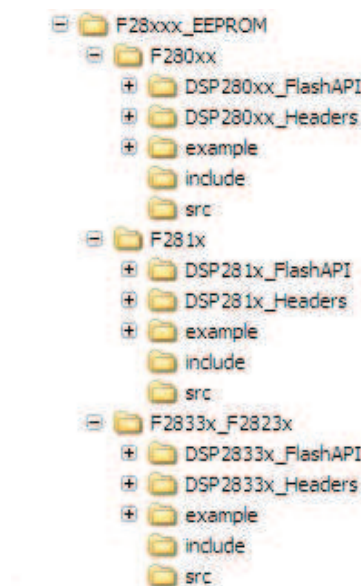 F28xxx_EEPROM
F280xx
DSP280xx_FlashAPI
DSP280xx_Headers
example
include
src
F281x
DSP281x_FlashAPI
DSP281x_Headers
example
include
src
F2833x_F2823x
DSP2833x_FlashAPI
DSP2833x_Headers
example
include
src